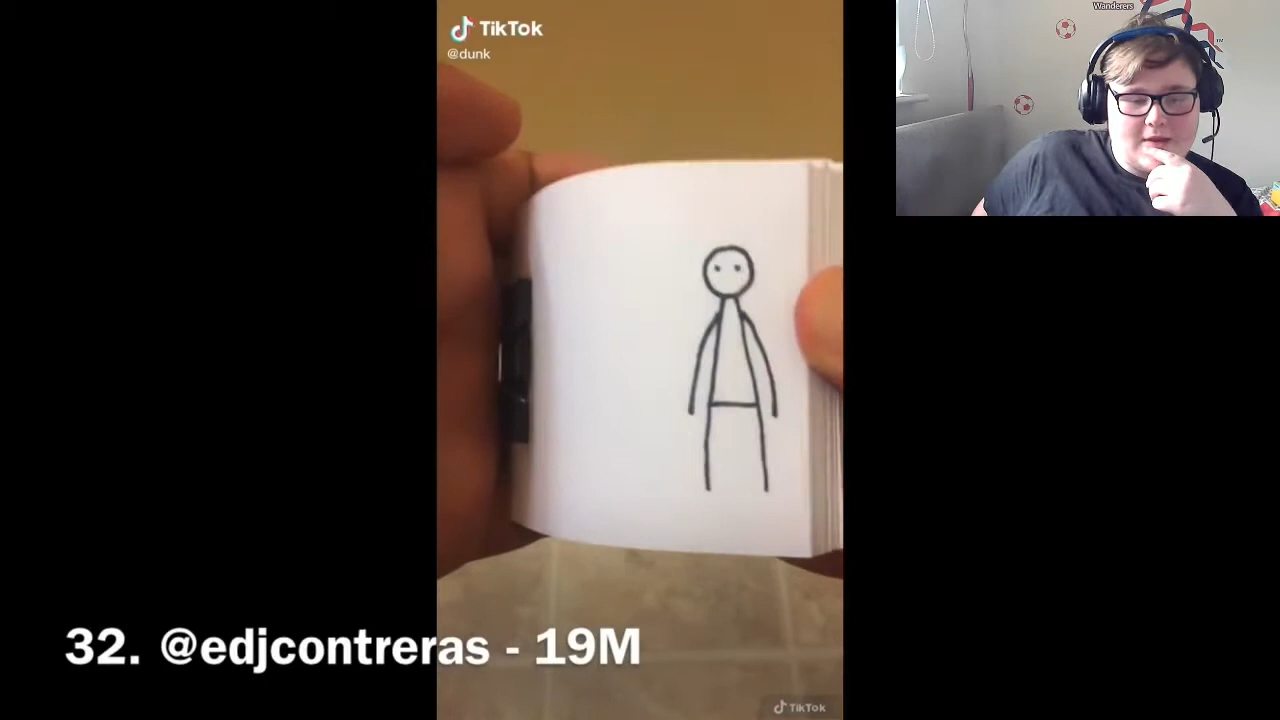 TikTok
@dunk
Wanderers
32. @edjcontreras - 19M
TikTok